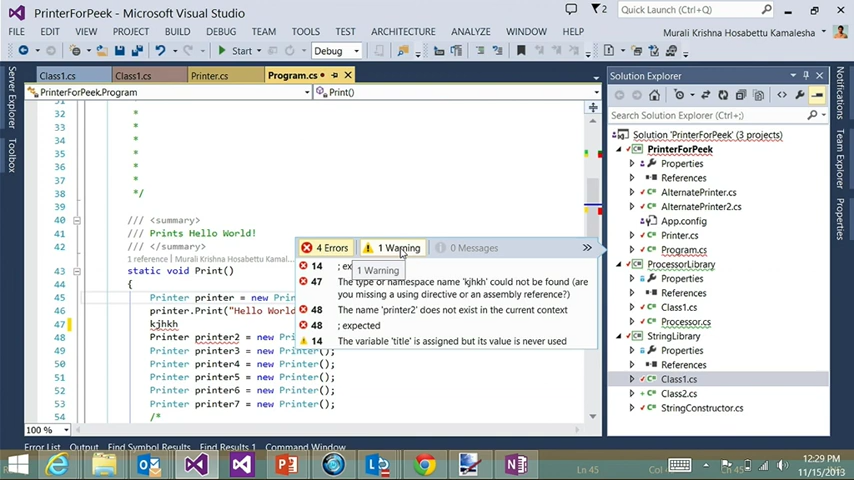 PrinterForPeek - Microsoft Visual Studio
2
Quick Launch (Ctrl+Q)
FILE EDIT VIEW PROJECT BUILD DEBUG TEAM TOOLS TEST ARCHITECTURE ANALYZE WINDOW HELP
Murali Krishna Hosabettu Kamalesha
Start
Debug
Class1.cs
Class1.cs
Printer.cs
Program.cs
PrinterForPeek.Program
Print()
Server Explorer
Toolbox
31
32 *
33 *
34 *
35 *
36 *
37 *
38 */
39
40 /// <summary>
41 /// Prints Hello World!
42 /// </summary>
1 reference | Murali Krishna Hosabettu Kamal...
43 static void Print()
44 {
45 Printer printer = new Prin
46 printer.Print("Hello World
47 kjhkh
48 Printer printer2 = new Prin
49 Printer printer3 = new Printer();
50 Printer printer4 = new Printer();
51 Printer printer5 = new Printer();
52 Printer printer6 = new Printer();
53 Printer printer7 = new Printer();
54 /*
4 Errors
1 Warning
0 Messages
1 Warning
14 ; ex
47 The type or namespace name 'kjhkh' could not be found (are
you missing a using directive or an assembly reference?)
48 The name 'printer2' does not exist in the current context
48 ; expected
14 The variable 'title' is assigned but its value is never used
100 %
Error List Output Find Symbol Results Find Results 1 Command Window
Solution Explorer
Search Solution Explorer (Ctrl+;)
Solution 'PrinterForPeek' (3 projects)
PrinterForPeek
Properties
References
AlternatePrinter.cs
AlternatePrinter2.cs
App.config
Printer.cs
Program.cs
ProcessorLibrary
Properties
References
Class1.cs
Processor.cs
StringLibrary
Properties
References
Class1.cs
Class2.cs
StringConstructor.cs
Notifications
Team Explorer
Ln 45
12:29 PM
11/15/2013